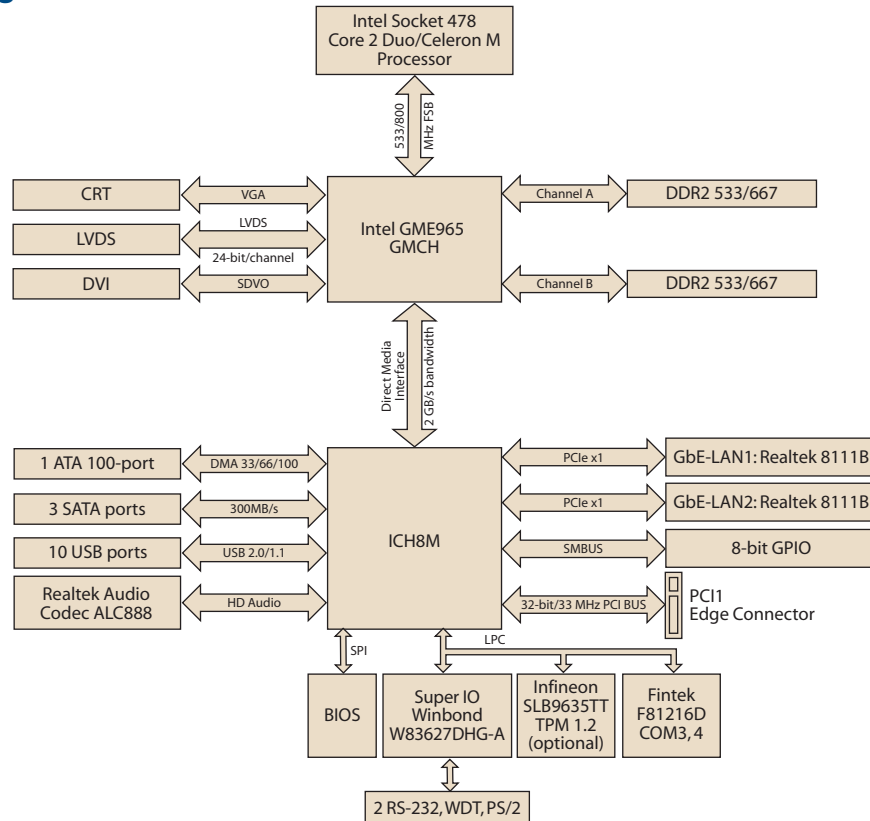 Intel Socket 478
Core 2 Duo/Celeron M
Processor
533/800
MHz FSB
CRT
VGA
LVDS
LVDS
24-bit/channel
DVI
SDVO
Intel GME965
GMCH
Channel A
DDR2 533/667
Channel B
DDR2 533/667
Direct Media
Interface
2 GB/s bandwidth
1 ATA 100-port
DMA 33/66/100
3 SATA ports
300MB/s
10 USB ports
USB 2.0/1.1
Realtek Audio
Codec ALC888
HD Audio
ICH8M
PCIe x1
GbE-LAN1: Realtek 8111B
PCIe x1
GbE-LAN2: Realtek 8111B
SMBUS
8-bit GPIO
32-bit/33 MHz PCI BUS
PCI1
Edge Connector
SPI
LPC
BIOS
Super IO
Winbond
W83627DHG-A
Infineon
SLB9635TT
TPM 1.2
(optional)
Fintek
F81216D
COM3, 4
2 RS-232, WDT, PS/2